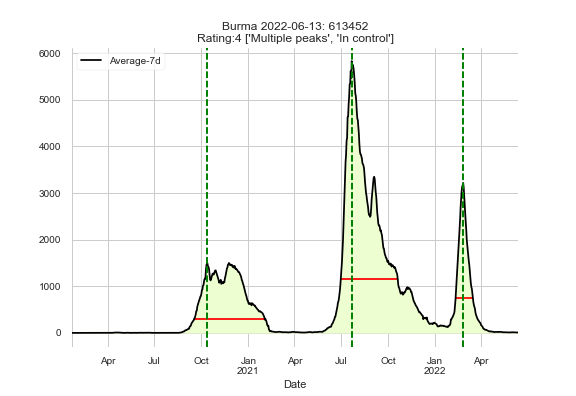 Burma 2022-06-13: 613452
Rating:4 ['Multiple peaks', 'In control']
Average-7d
6000
5000
4000
3000
2000
1000
0
Apr Jul Oct Jan Apr Jul Oct Jan Apr
2021 2022
Date